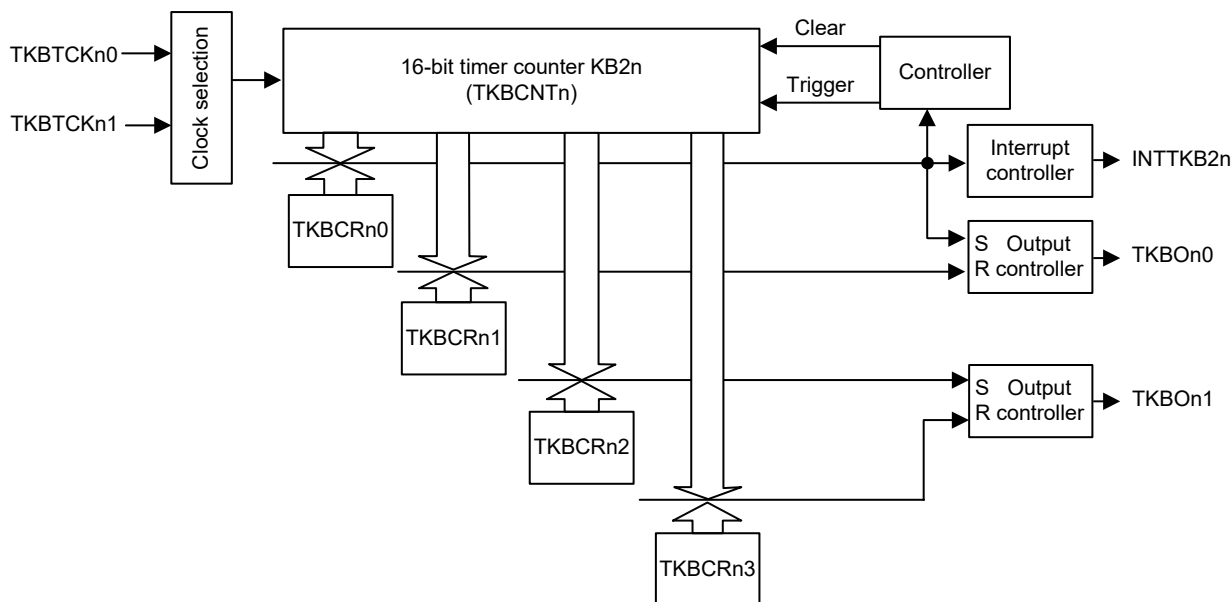 TKBTCKn0
TKBTCKn1
Clock selection
16-bit timer counter KB2n
(TKBCNTn)
Clear
Trigger
Controller
Interrupt
controller
INTTKB2n
TKBCRn0
S Output
R controller
TKBOn0
TKBCRn1
S Output
R controller
TKBOn1
TKBCRn2
TKBCRn3